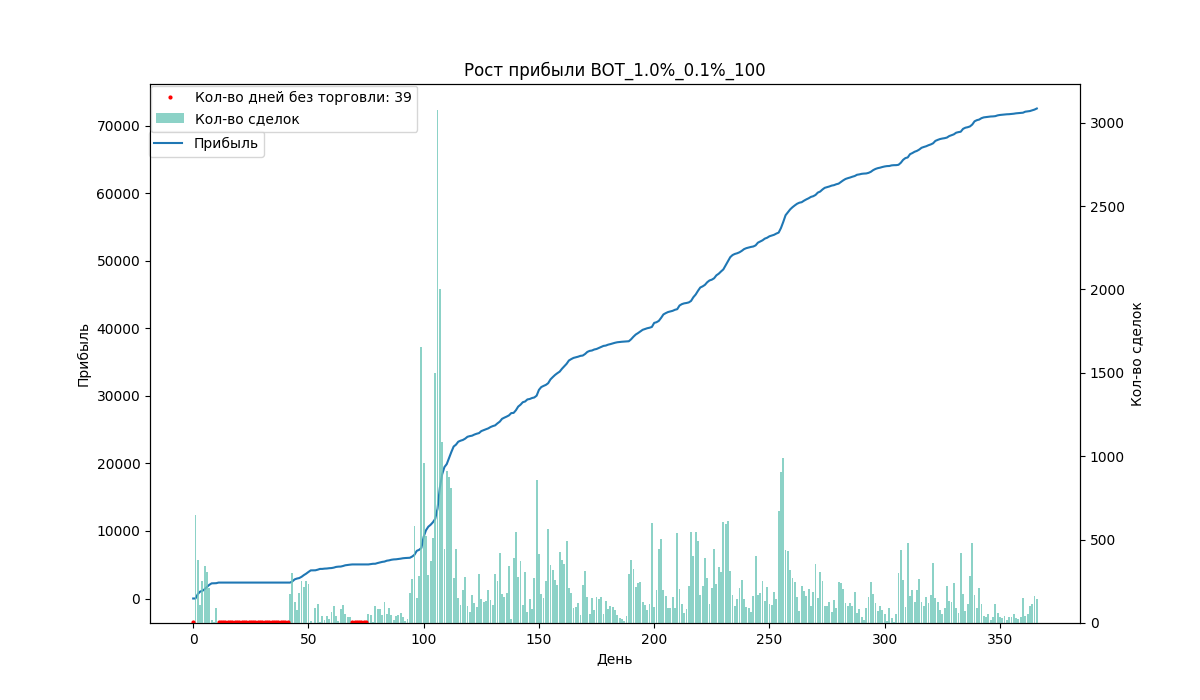 Рост прибыли BOT_1.0%_0.1%_100
Кол-во дней без торговли: 39
Кол-во сделок
Прибыль
70000
60000
50000
40000
30000
20000
10000
0
Прибыль
3000
2500
2000
1500
1000
500
0
Кол-во сделок
0 50 100 150 200 250 300 350
День